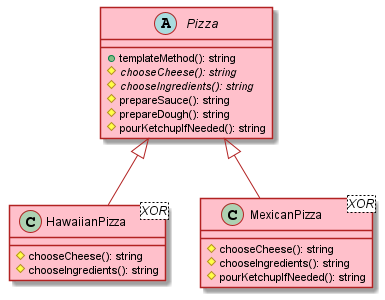 A Pizza
templateMethod(): string
chooseCheese(): string
chooseIngredients(): string
prepareSauce(): string
prepareDough(): string
pourKetchupIfNeeded(): string
C HawaiianPizza XOR
chooseCheese(): string
chooseIngredients(): string
C MexicanPizza XOR
chooseCheese(): string
chooseIngredients(): string
pourKetchupIfNeeded(): string